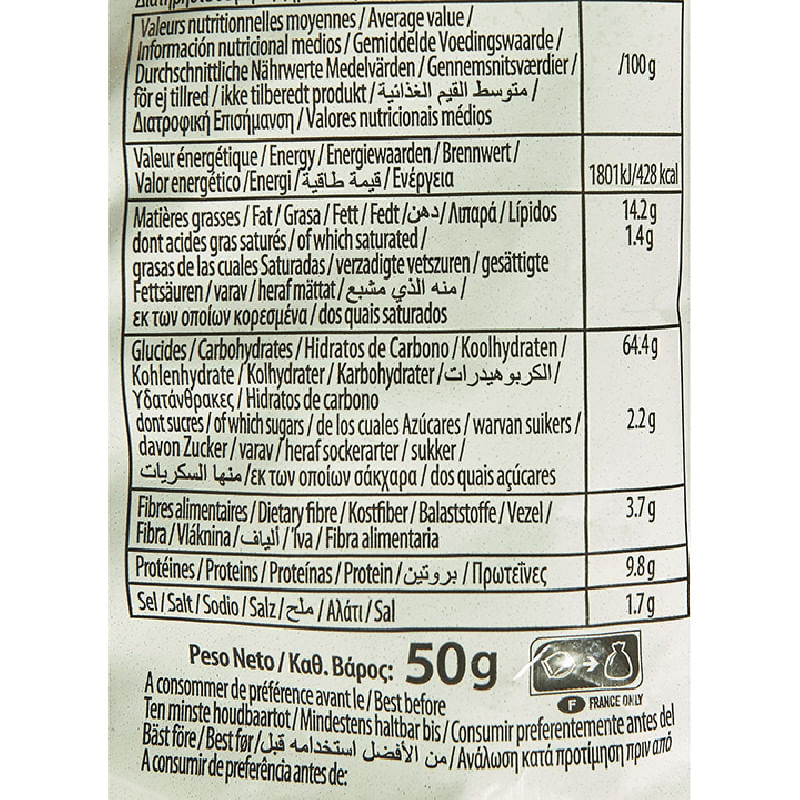 Valeurs nutritionnelles moyennes / Average value /
Información nutricional médios / Gemiddelde Voedingswaarde /
Durchschnittliche Nährwerte Medelvärden / Gennemsnitsværdier /
för ej tillred / ikke tilberedt produkt / متوسط القيم الغذائية /
Διατροφική Επισήμανση / Valores nutricionais médios
/100 g
Valeur énergétique / Energy / Energiewaarden / Brennwert /
Valor energético / Energi / قيمة طاقية / Ενέργεια
1801 kJ/428 kcal
Matières grasses / Fat / Grasa / Fett / Fedt / دهن / Λιπαρά / Lípidos
14.2 g
dont acides gras saturés / of which saturated /
1.4 g
grasas de las cuales Saturadas / verzadigte vetszuren / gesättigte
Fettsäuren / varav / heraf mättat / منه الذي مشبع /
εκ των οποίων κορεσμένα / dos quais saturados
Glucides / Carbohydrates / Hidratos de Carbono / Koolhydraten /
64.4 g
Kohlenhydrate / Kolhydrater / Karbohydrater / الكربوهيدرات /
Υδατάνθρακες / Hidratos de carbono
dont sucres / of which sugars / de los cuales Azúcares / warvan suikers /
2.2 g
davon Zucker / varav / heraf sockerarter / sukker /
منها السكريات / εκ των οποίων σάκχαρα / dos quais açúcares
Fibres alimentaires / Dietary fibre / Kostfiber / Balaststoffe / Vezel /
3.7 g
Fibra / Vláknina / ألياف / Ίνα / Fibra alimentaria
Protéines / Proteins / Proteínas / Protein / بروتين / Πρωτεΐνες
9.8 g
Sel / Salt / Sodio / Salz / ملح / Αλάτι / Sal
1.7 g
Peso Neto / Καθ. Βάρος: 50g
F FRANCE ONLY
A consommer de préférence avant le / Best before
Ten minste houdbaar tot / Mindestens haltbar bis / Consumir preferentemente antes del
Bäst före / Best før / من الأفضل استخدامه قبل / Ανάλωση κατά προτίμηση πριν από
A consumir de preferência antes de: